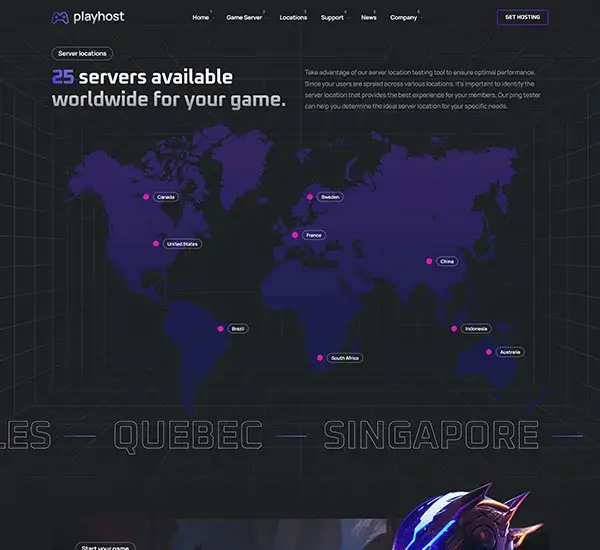 playhost
Home
Game Server
Locations
Support
News
Company
GET HOSTING
Server locations
25 servers available
worldwide for your game.
Take advantage of our server location testing tool to ensure optimal performance.
Since your users are spread across various locations, it's important to identify the
server location that provides the best experience for your members. Our ping tester
can help you determine the ideal server location for your specific needs.
Canada
Sweden
France
United States
China
Brezil
Indonesia
Australia
South Africa
LES — QUEBEC — SINGAPORE —
Start your game